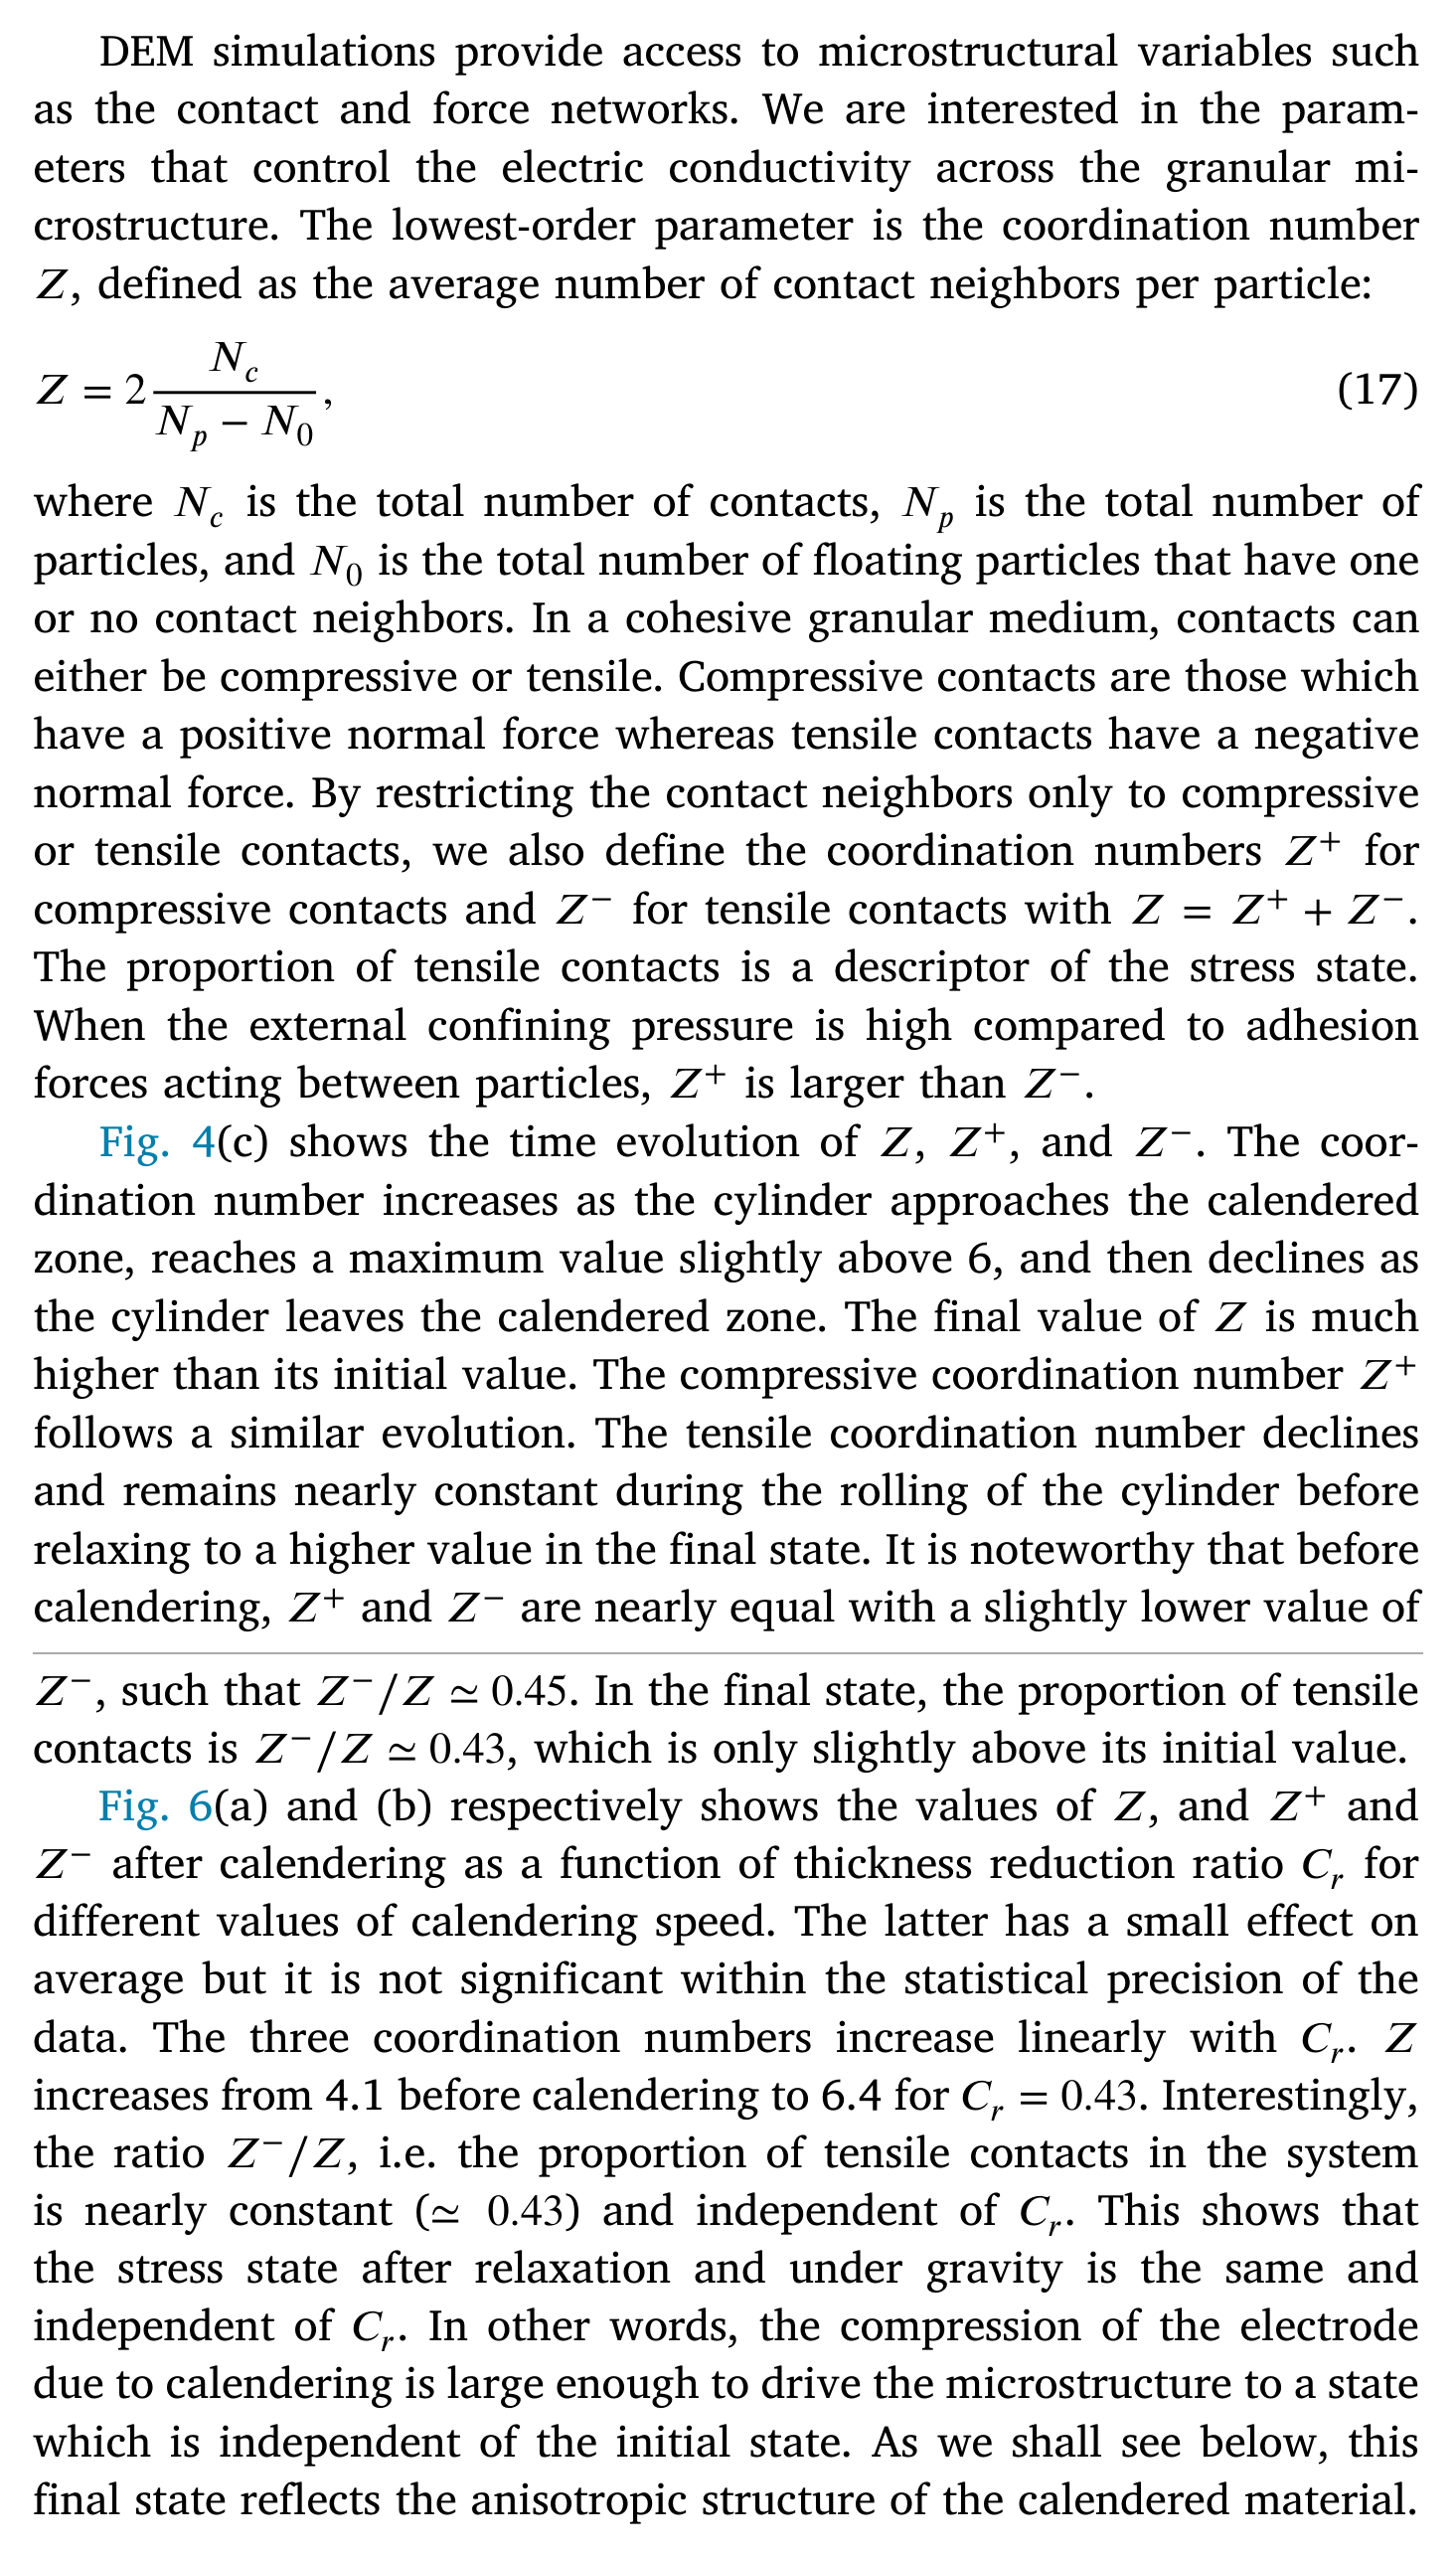 DEM simulations provide access to microstructural variables such
as the contact and force networks. We are interested in the param-
eters that control the electric conductivity across the granular mi-
crostructure. The lowest-order parameter is the coordination number
Z, defined as the average number of contact neighbors per particle:
Z = 2 \frac{N_c}{N_p − N_0}, (17)
where N_c is the total number of contacts, N_p is the total number of
particles, and N_0 is the total number of floating particles that have one
or no contact neighbors. In a cohesive granular medium, contacts can
either be compressive or tensile. Compressive contacts are those which
have a positive normal force whereas tensile contacts have a negative
normal force. By restricting the contact neighbors only to compressive
or tensile contacts, we also define the coordination numbers Z⁺ for
compressive contacts and Z⁻ for tensile contacts with Z = Z⁺ + Z⁻.
The proportion of tensile contacts is a descriptor of the stress state.
When the external confining pressure is high compared to adhesion
forces acting between particles, Z⁺ is larger than Z⁻.
Fig. 4(c) shows the time evolution of Z, Z⁺, and Z⁻. The coor-
dination number increases as the cylinder approaches the calendered
zone, reaches a maximum value slightly above 6, and then declines as
the cylinder leaves the calendered zone. The final value of Z is much
higher than its initial value. The compressive coordination number Z⁺
follows a similar evolution. The tensile coordination number declines
and remains nearly constant during the rolling of the cylinder before
relaxing to a higher value in the final state. It is noteworthy that before
calendering, Z⁺ and Z⁻ are nearly equal with a slightly lower value of
Z⁻, such that Z⁻/Z ≃ 0.45. In the final state, the proportion of tensile
contacts is Z⁻/Z ≃ 0.43, which is only slightly above its initial value.
Fig. 6(a) and (b) respectively shows the values of Z, and Z⁺ and
Z⁻ after calendering as a function of thickness reduction ratio C_r for
different values of calendering speed. The latter has a small effect on
average but it is not significant within the statistical precision of the
data. The three coordination numbers increase linearly with C_r. Z
increases from 4.1 before calendering to 6.4 for C_r = 0.43. Interestingly,
the ratio Z⁻/Z, i.e. the proportion of tensile contacts in the system
is nearly constant (≃ 0.43) and independent of C_r. This shows that
the stress state after relaxation and under gravity is the same and
independent of C_r. In other words, the compression of the electrode
due to calendering is large enough to drive the microstructure to a state
which is independent of the initial state. As we shall see below, this
final state reflects the anisotropic structure of the calendered material.